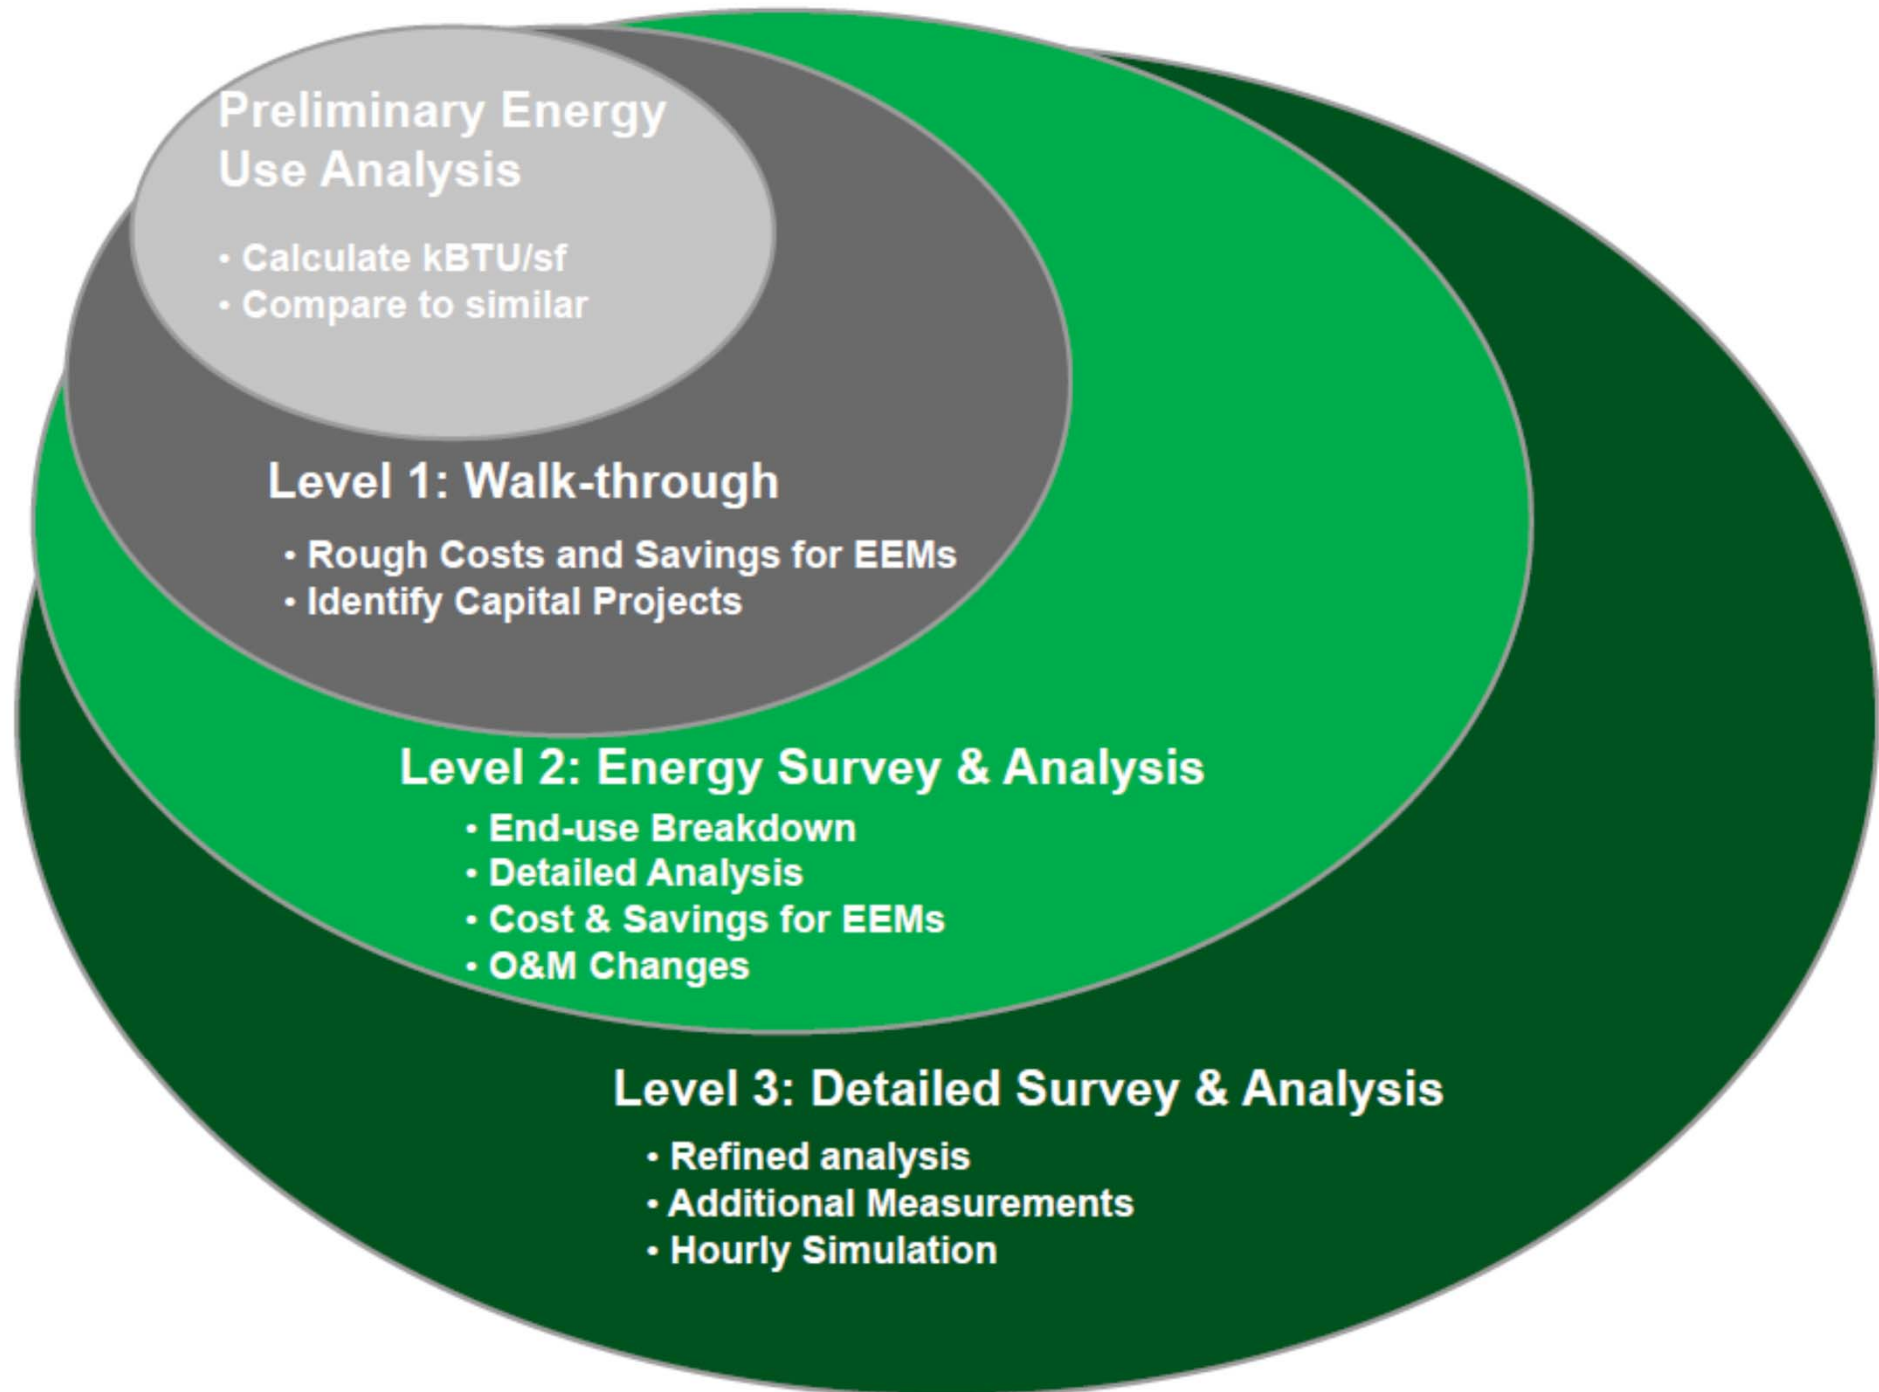 Preliminary Energy
Use Analysis
• Calculate kBTU/sf
• Compare to similar
Level 1: Walk-through
• Rough Costs and Savings for EEMs
• Identify Capital Projects
Level 2: Energy Survey & Analysis
• End-use Breakdown
• Detailed Analysis
• Cost & Savings for EEMs
• O&M Changes
Level 3: Detailed Survey & Analysis
• Refined analysis
• Additional Measurements
• Hourly Simulation